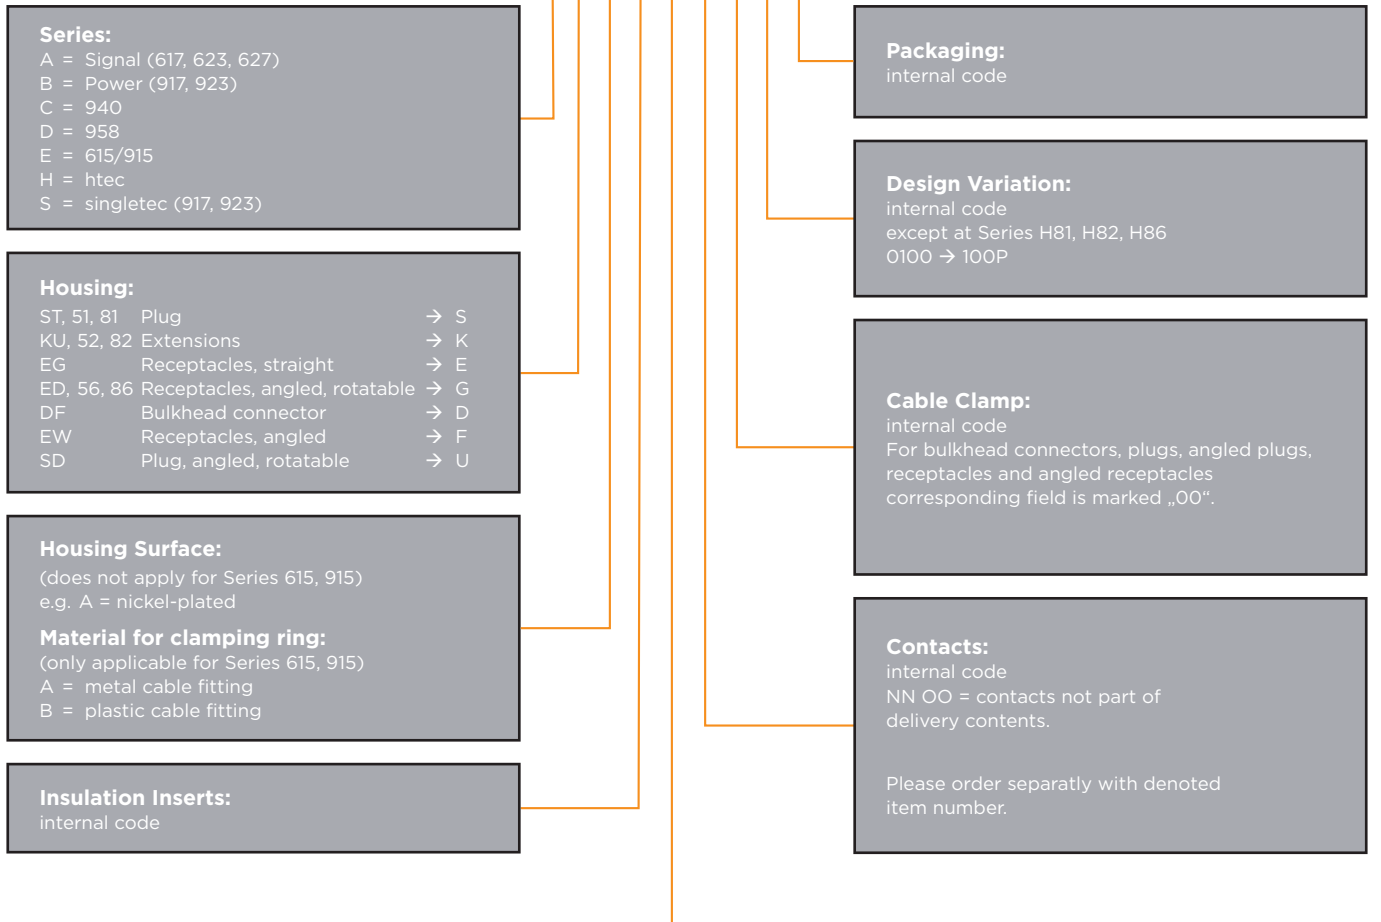 Series:
A = Signal (617, 623, 627)
B = Power (917, 923)
C = 940
D = 958
E = 615/915
H = htec
S = singletec (917, 923)
Housing:
ST, 51, 81 Plug → S
KU, 52, 82 Extensions → K
EG Receptacles, straight → E
ED, 56, 86 Receptacles, angled, rotatable → G
DF Bulkhead connector → D
EW Receptacles, angled → F
SD Plug, angled, rotatable → U
Housing Surface:
(does not apply for Series 615, 915)
e.g. A = nickel-plated
Material for clamping ring:
(only applicable for Series 615, 915)
A = metal cable fitting
B = plastic cable fitting
Insulation Inserts:
internal code
Packaging:
internal code
Design Variation:
internal code
except at Series H81, H82, H86
0100 → 100P
Cable Clamp:
internal code
For bulkhead connectors, plugs, angled plugs,
receptacles and angled receptacles
corresponding field is marked „00“.
Contacts:
internal code
NN OO = contacts not part of
delivery contents.
Please order separatly with denoted
item number.